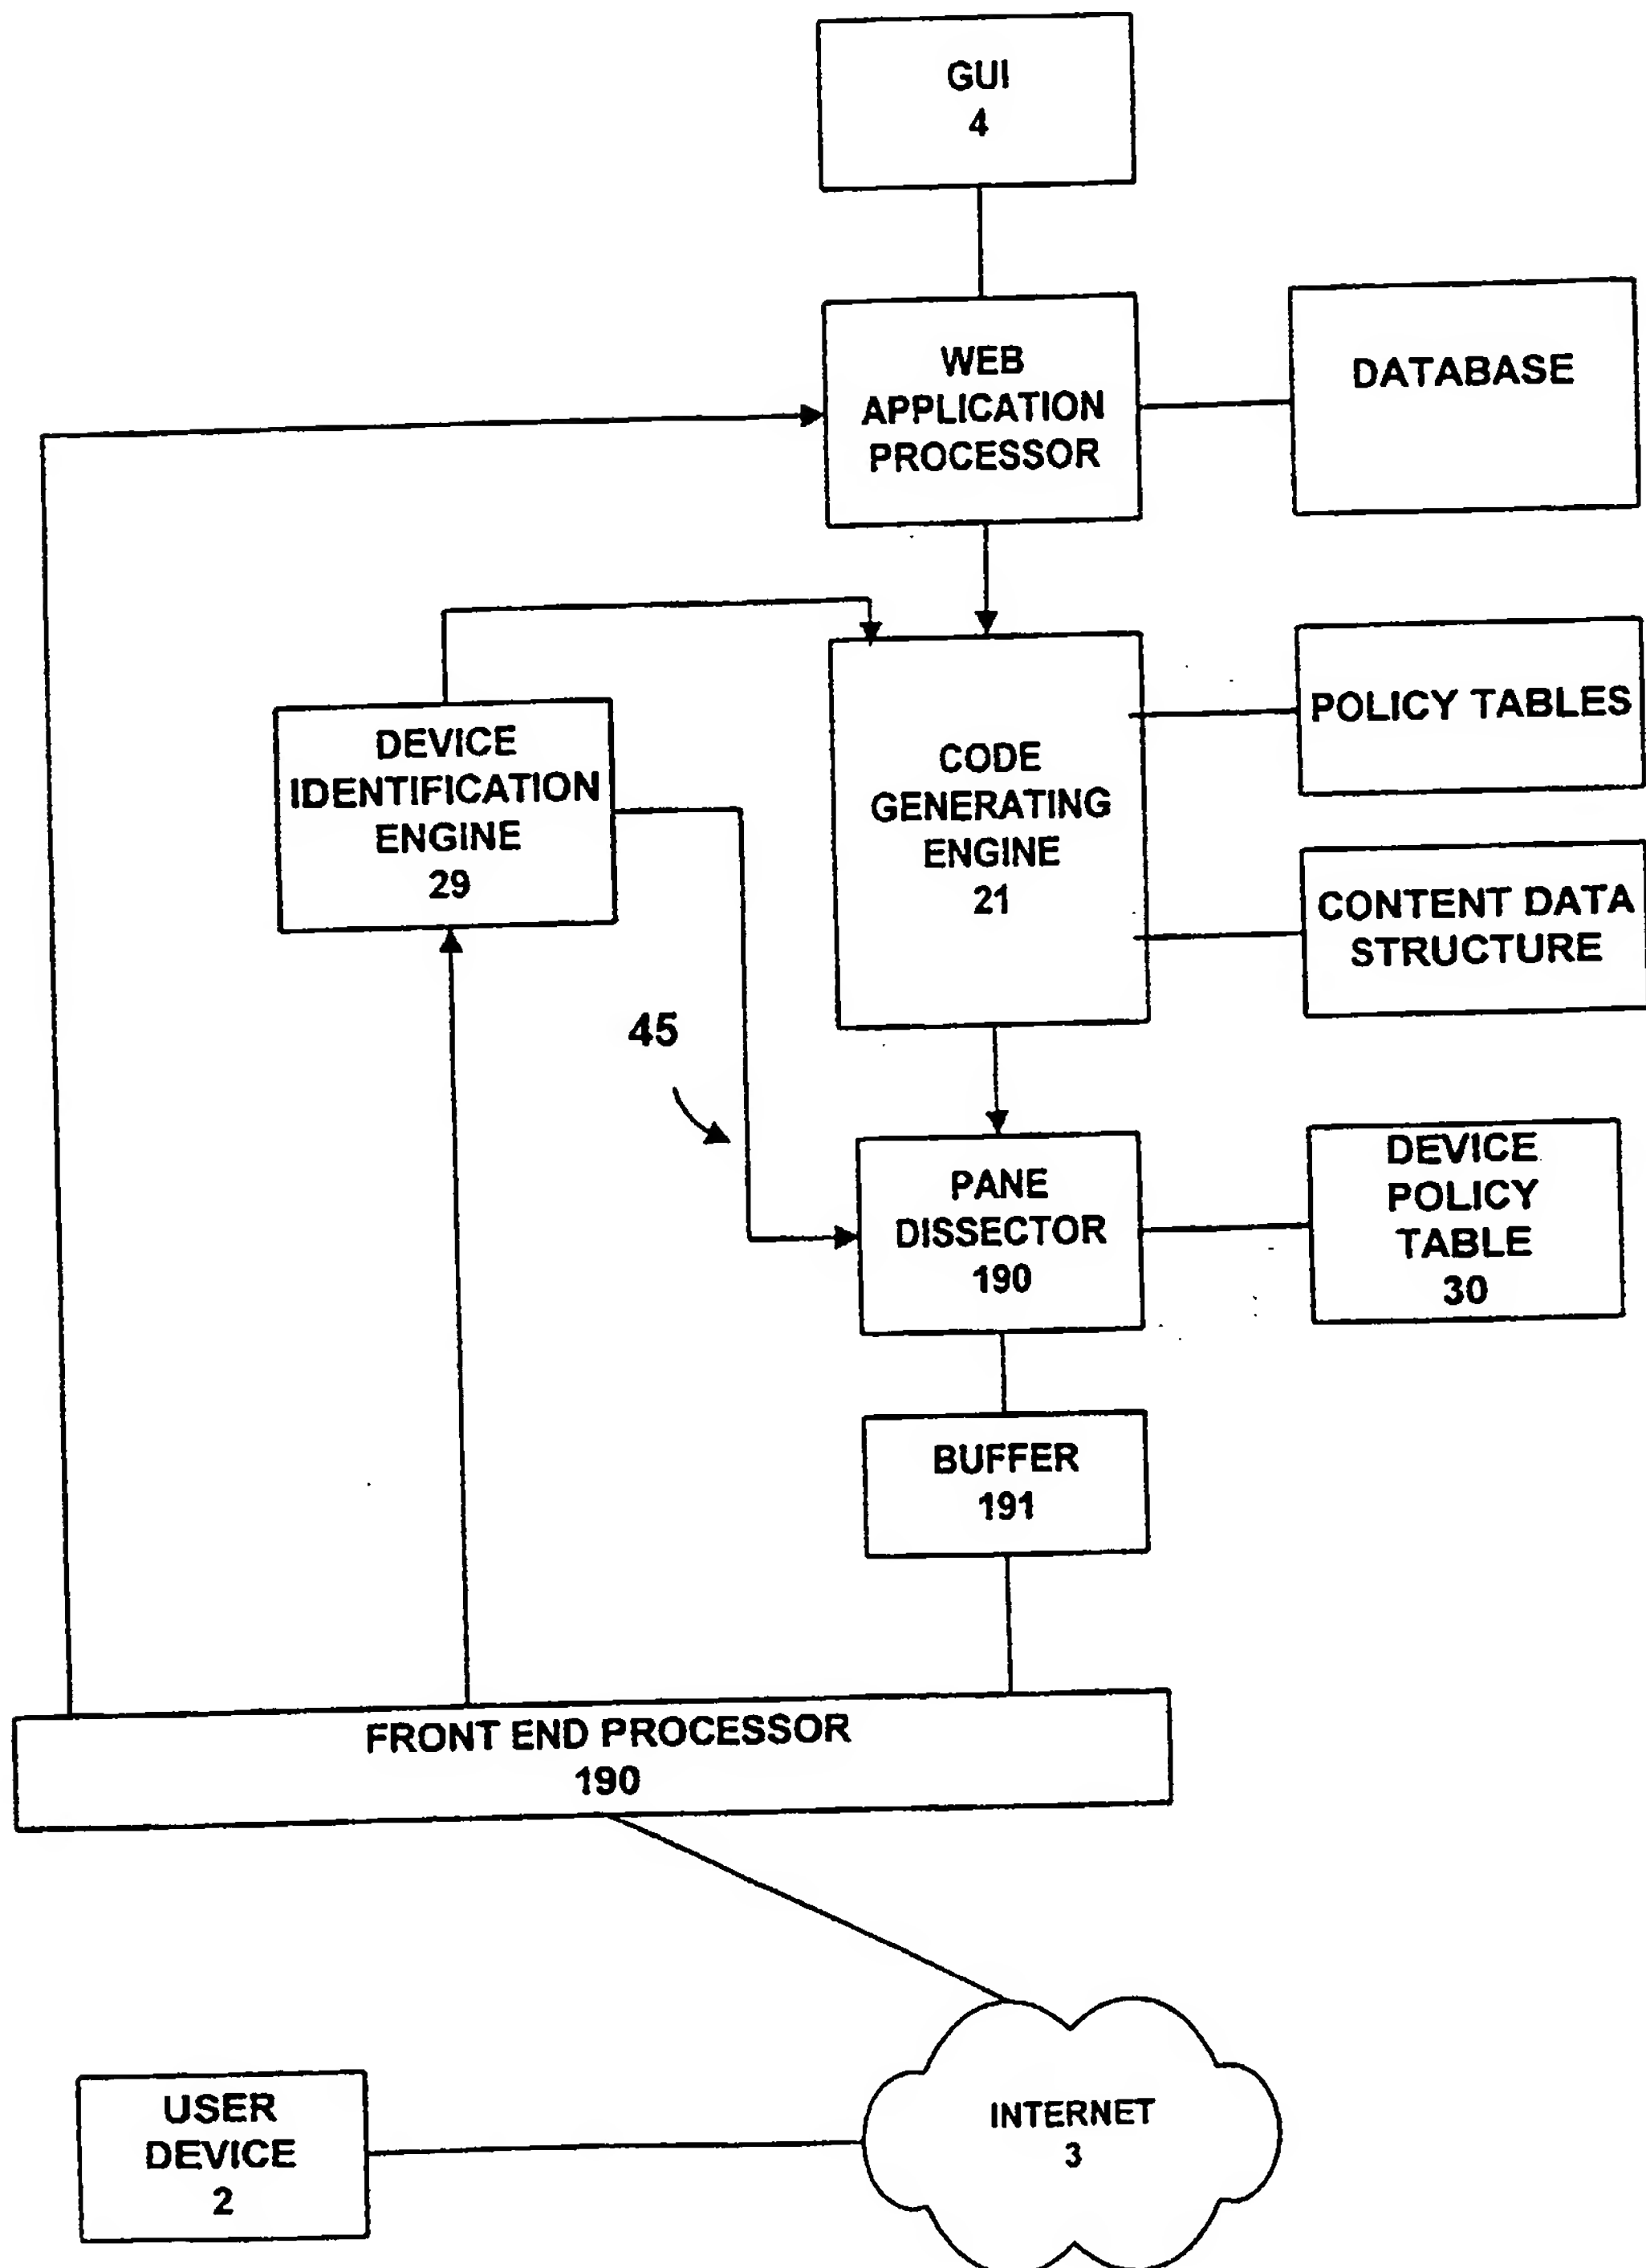 GUI
4
WEB
APPLICATION
PROCESSOR
DATABASE
DEVICE
IDENTIFICATION
ENGINE
29
CODE
GENERATING
ENGINE
21
POLICY TABLES
CONTENT DATA
STRUCTURE
45
PANE
DISSECTOR
190
DEVICE
POLICY
TABLE
30
BUFFER
191
FRONT END PROCESSOR
190
USER
DEVICE
2
INTERNET
3